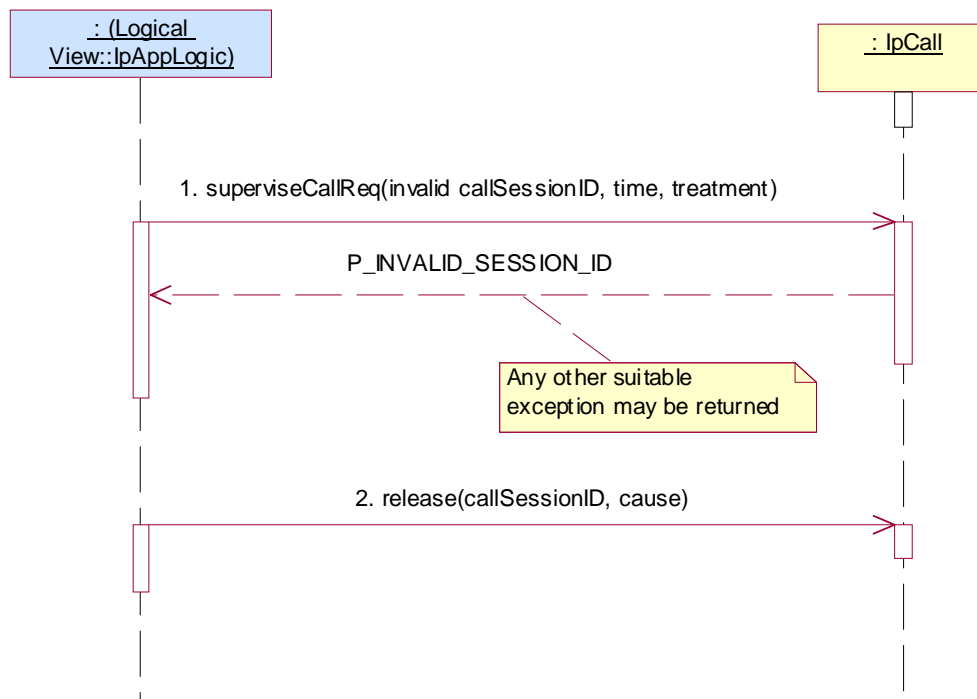 : (Logical
View::IpAppLogic)
: IpCall
1. superviseCallReq(invalid callSessionID, time, treatment)
P_INVALID_SESSION_ID
Any other suitable
exception may be returned
2. release(callSessionID, cause)